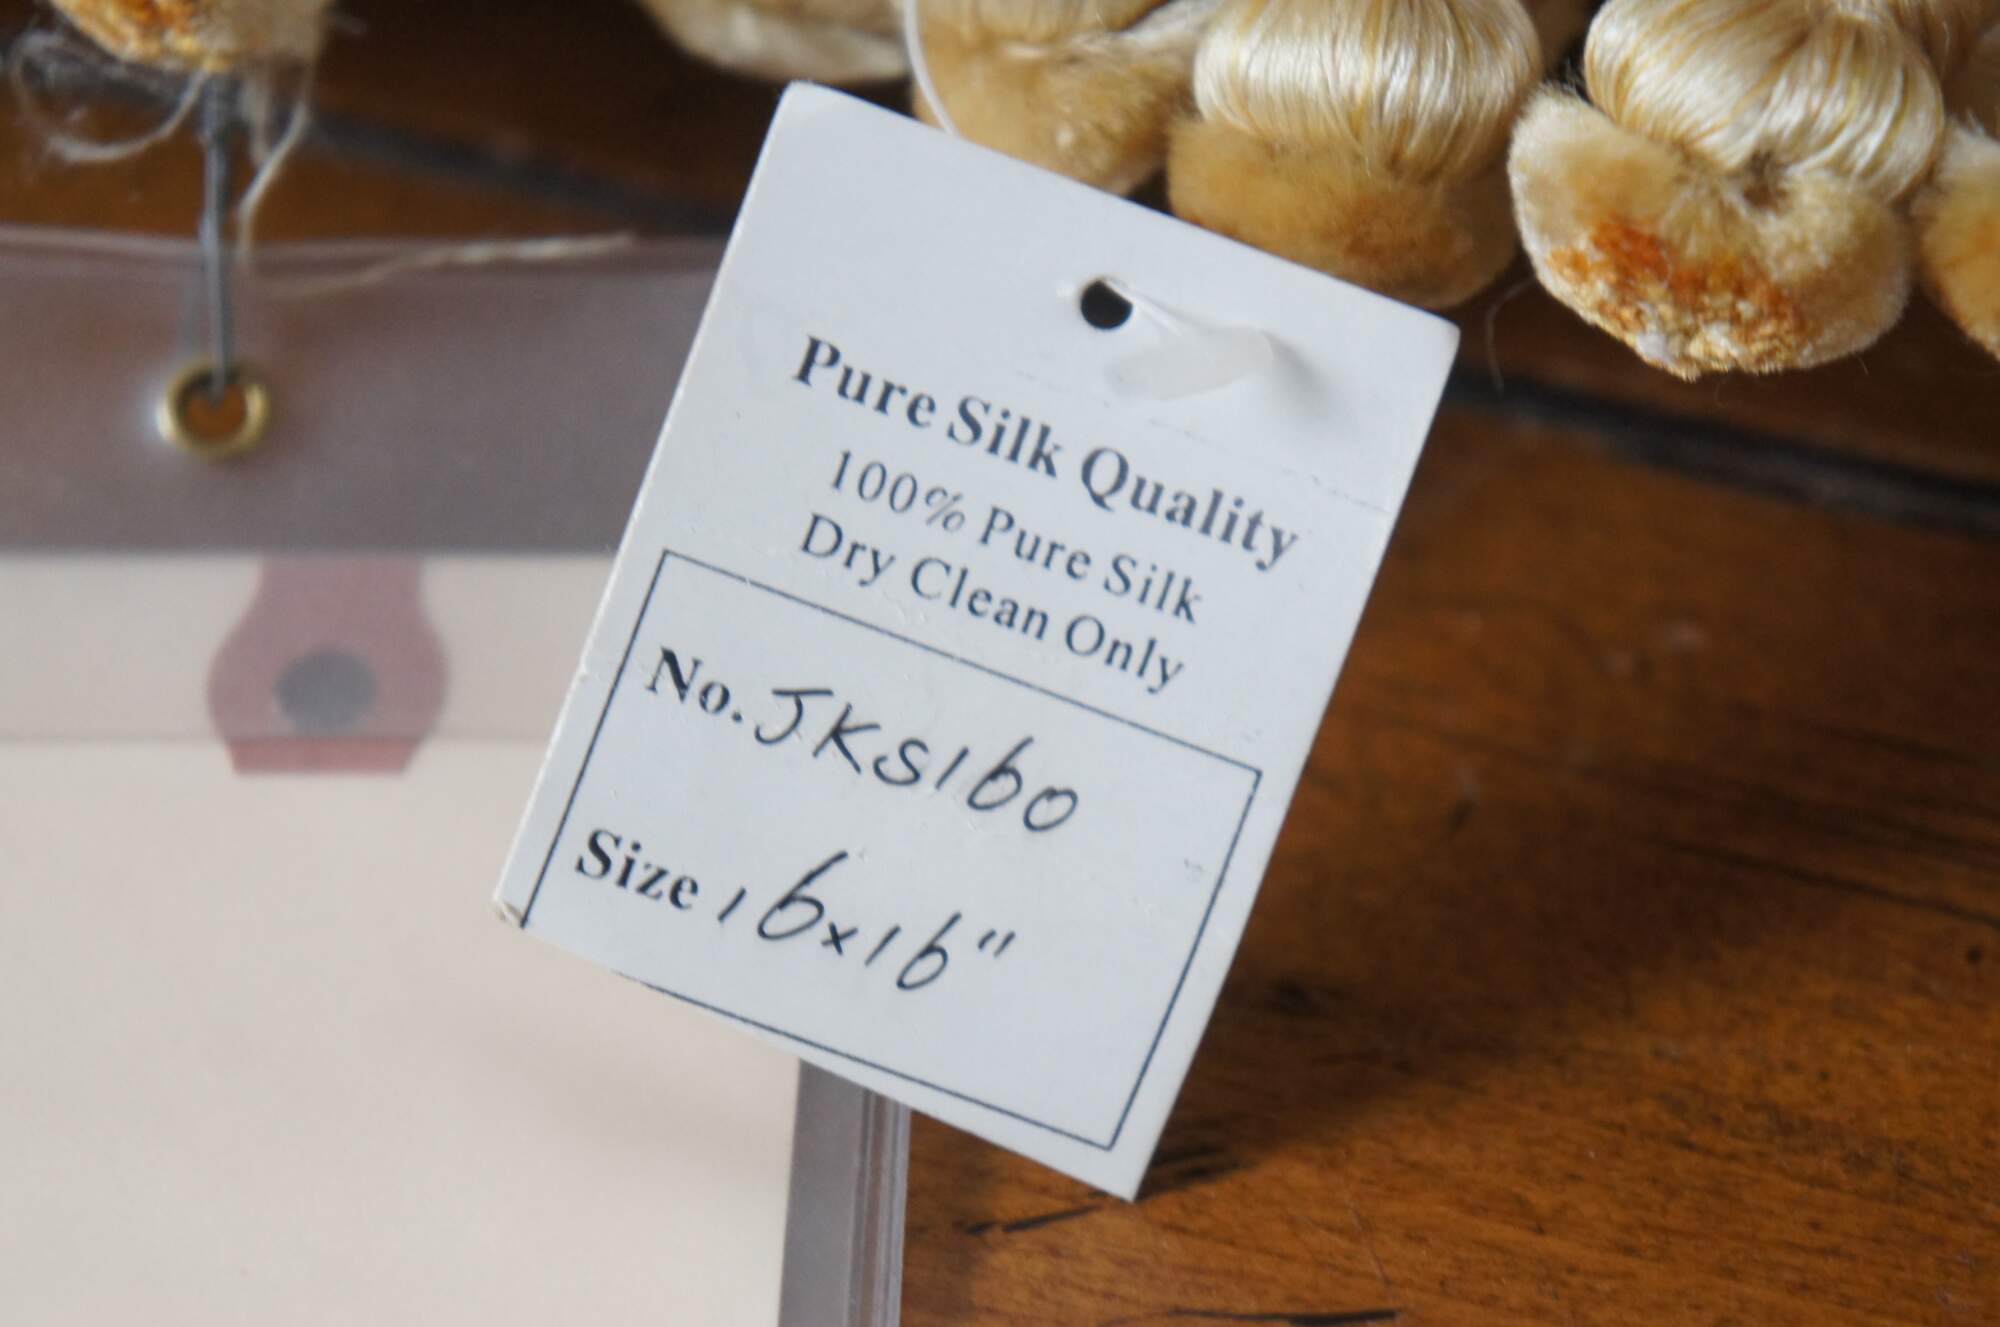 Pure Silk Quality
100% Pure Silk
Dry Clean Only
No. JKS160
Size 16x16"